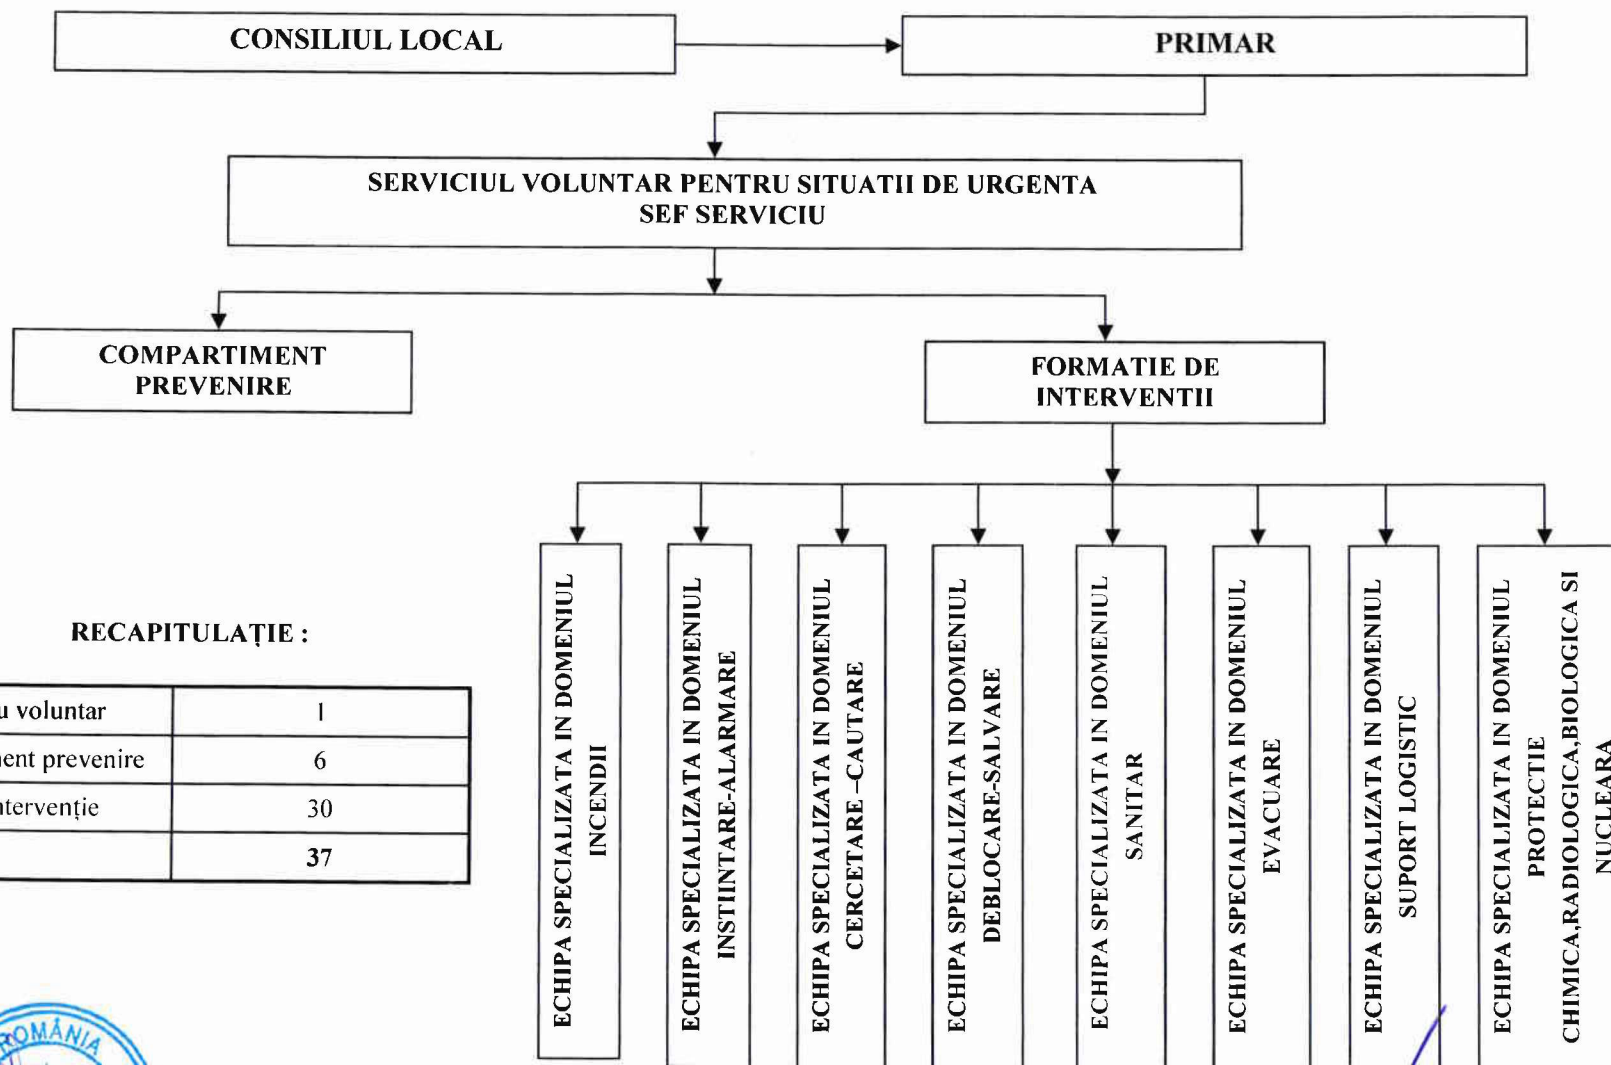 CONSILIUL LOCAL
PRIMAR
SERVICIUL VOLUNTAR PENTRU SITUATII DE URGENTA
SEF SERVICIU
COMPARTIMENT
PREVENIRE
FORMATIE DE
INTERVENTII
ECHIPA SPECIALIZATA IN DOMENIUL
INCENDII
ECHIPA SPECIALIZATA IN DOMENIUL
INSTIINTARE-ALARMARE
ECHIPA SPECIALIZATA IN DOMENIUL
CERCETARE –CAUTARE
ECHIPA SPECIALIZATA IN DOMENIUL
DEBLOCARE-SALVARE
ECHIPA SPECIALIZATA IN DOMENIUL
SANITAR
ECHIPA SPECIALIZATA IN DOMENIUL
EVACUARE
ECHIPA SPECIALIZATA IN DOMENIUL
SUPORT LOGISTIC
ECHIPA SPECIALIZATA IN DOMENIUL
PROTECTIE
CHIMICA,RADIOLOGICA,BIOLOGICA SI
NUCLEARA
RECAPITULAȚIE :
voluntar 1
prevenire 6
30
37
ROMÂNIA